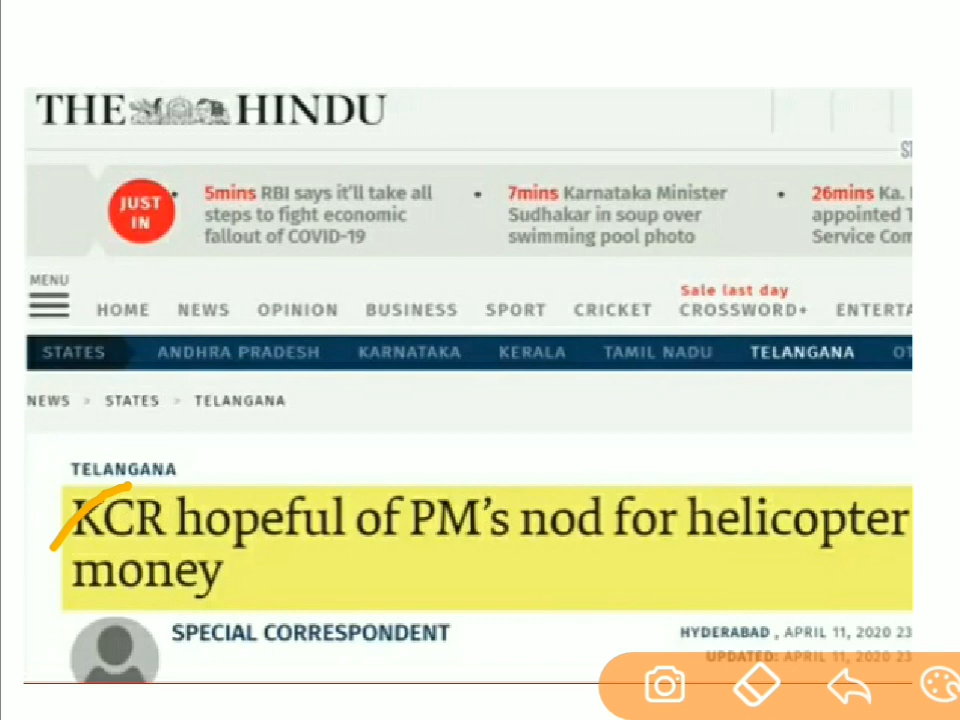 THE HINDU
JUST IN
5mins RBI says it'll take all
steps to fight economic
fallout of COVID-19
7mins Karnataka Minister
Sudhakar in soup over
swimming pool photo
26mins Ka.
appointed
Service
MENU
Sale last day
HOME NEWS OPINION BUSINESS SPORT CRICKET CROSSWORD+
STATES ANDHRA PRADESH KARNATAKA KERALA TAMIL NADU TELANGANA
NEWS > STATES > TELANGANA
TELANGANA
KCR hopeful of PM's nod for helicopter
money
SPECIAL CORRESPONDENT
HYDERABAD , APRIL 11, 2020 23
UPDATED: APRIL 11, 2020 23